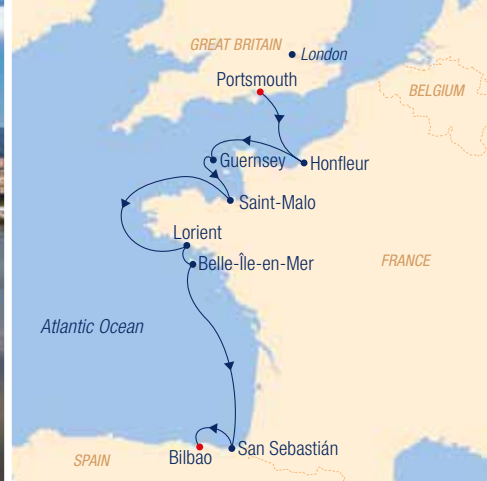 GREAT BRITAIN
London
Portsmouth
BELGIUM
Guernsey
Honfleur
Saint-Malo
Lorient
Belle-Île-en-Mer
FRANCE
Atlantic Ocean
San Sebastián
Bilbao
SPAIN